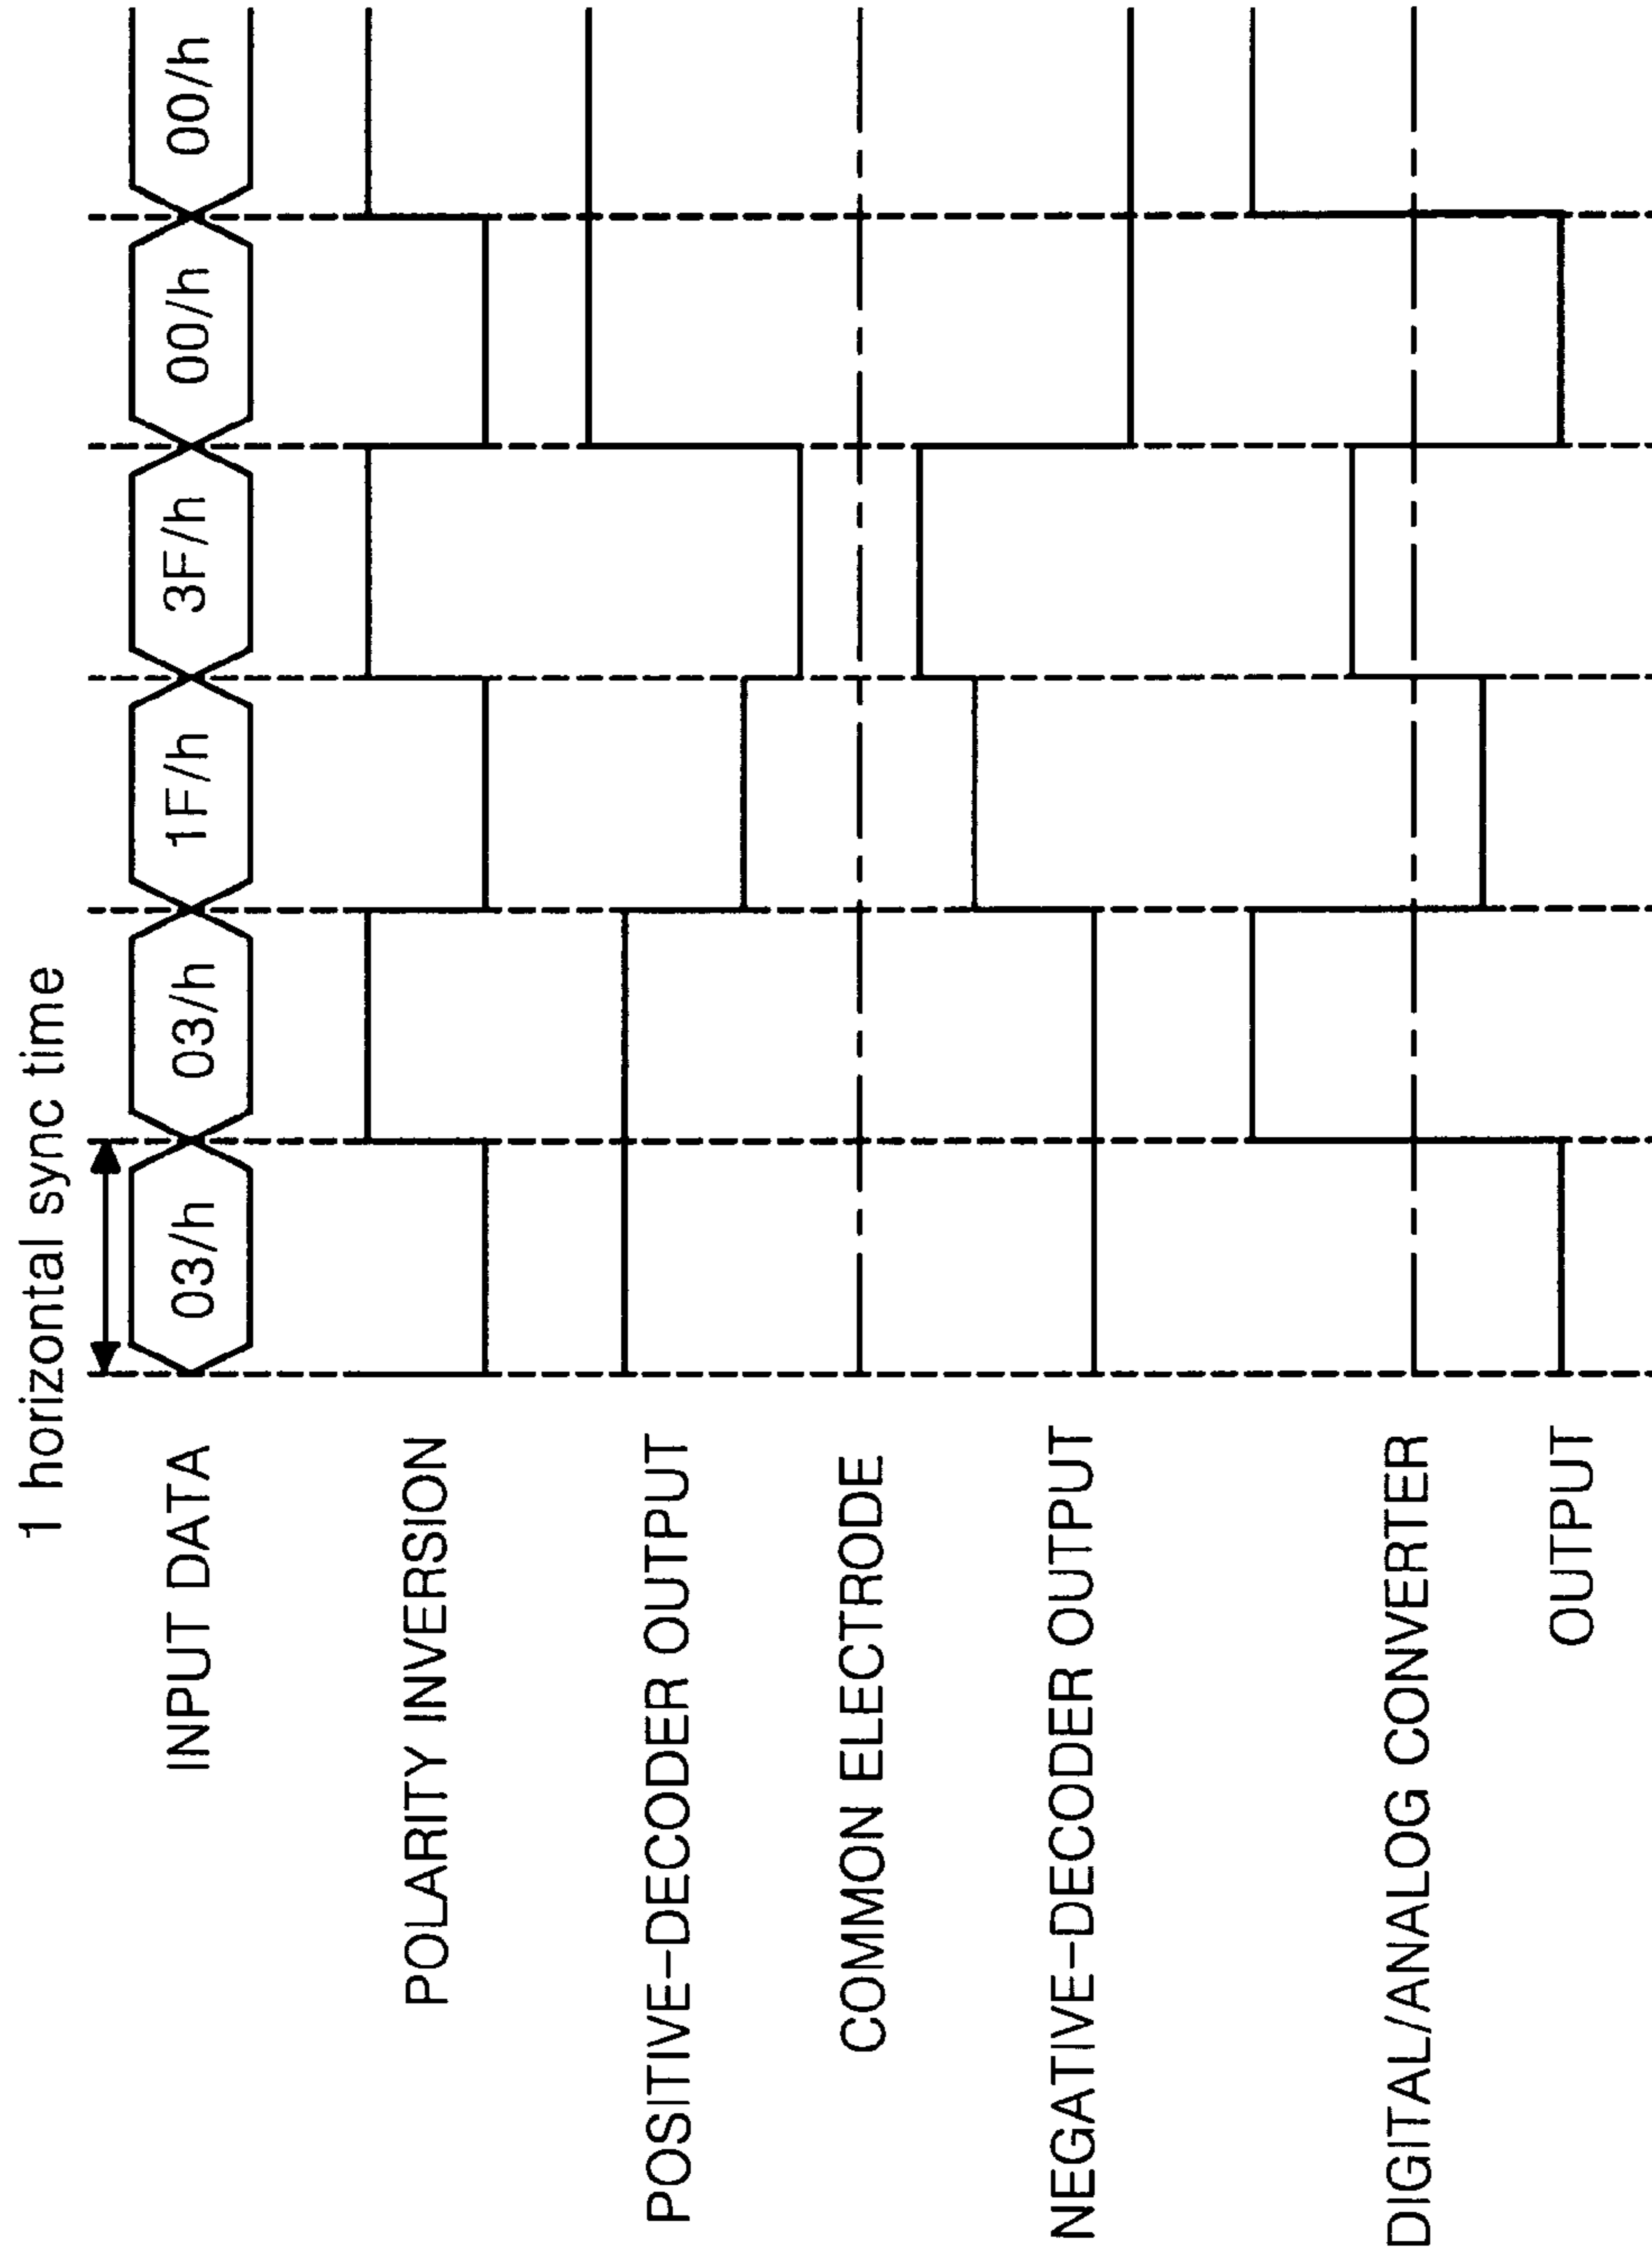 1 horizontal sync time
INPUT DATA
03/h
03/h
1F/h
3F/h
00/h
00/h
POLARITY INVERSION
POSITIVE-DECODER OUTPUT
COMMON ELECTRODE
NEGATIVE-DECODER OUTPUT
DIGITAL/ANALOG CONVERTER
OUTPUT